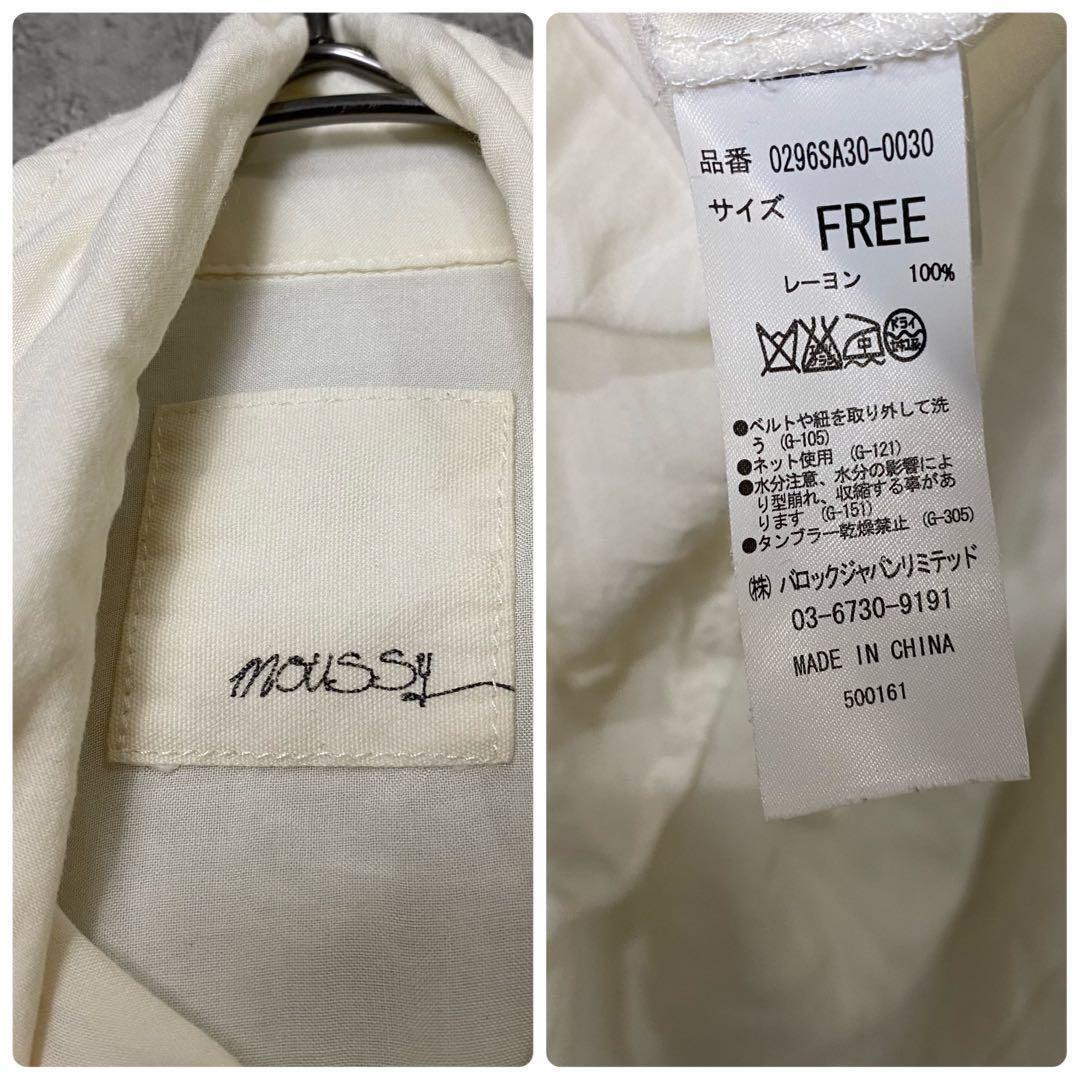 moussy
品番 0296SA30-0030
サイズ FREE
レーヨン 100%
中 ドライ
●ベルトや紐を取り外して洗
う (G-105)
●ネット使用 (G-121)
●水分注意、水分の影響によ
り型崩れ、収縮する事があ
ります (G-151)
●タンブラー乾燥禁止 (G-305)
(株) バロックジャパンリミテッド
03-6730-9191
MADE IN CHINA
500161